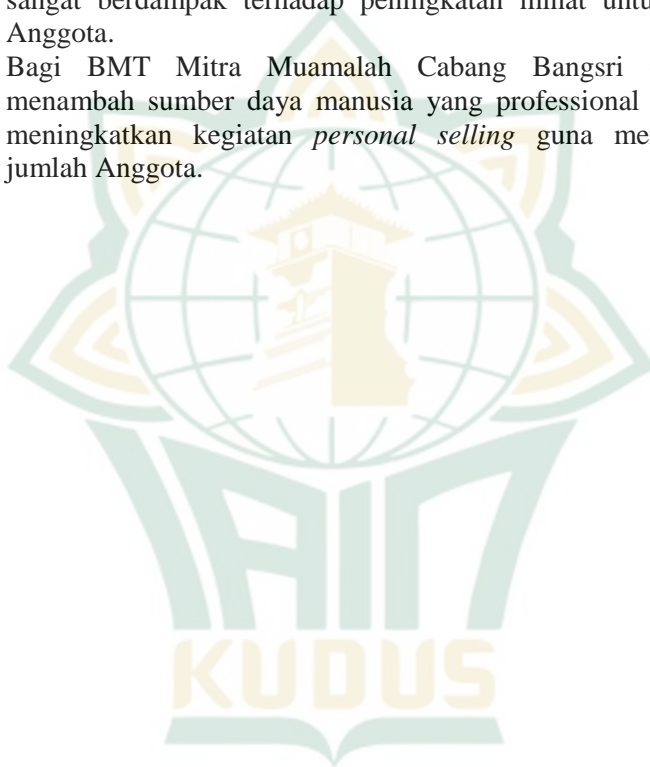 sangat berdampak terhadap peningkatan minat untu
Anggota.
Bagi BMT Mitra Muamalah Cabang Bangsri
menambah sumber daya manusia yang professional
meningkatkan kegiatan personal selling guna me
jumlah Anggota.
IAIN
KUDUS